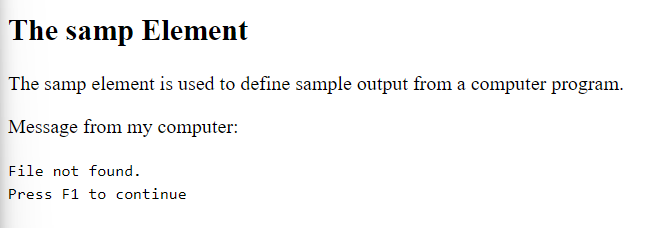 The samp Element
The samp element is used to define sample output from a computer program.
Message from my computer:
File not found.
Press F1 to continue